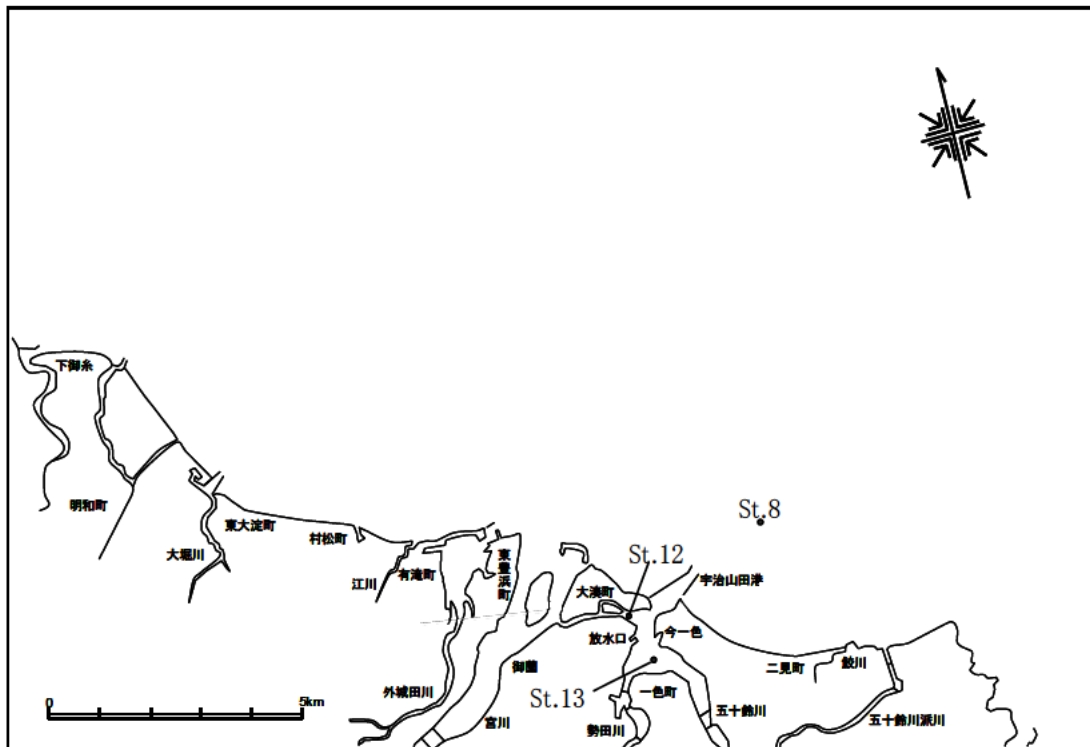 下御糸
明和町
大堀川
東大淀町
村松町
江川
有滝町
東豊浜町
外城田川
宮川
御薗
大湊町
放水口
St.8
St.12
St.13
宇治山田港
今一色
一色町
勢田川
五十鈴川
二見町
鮫川
五十鈴川派川
0
5km